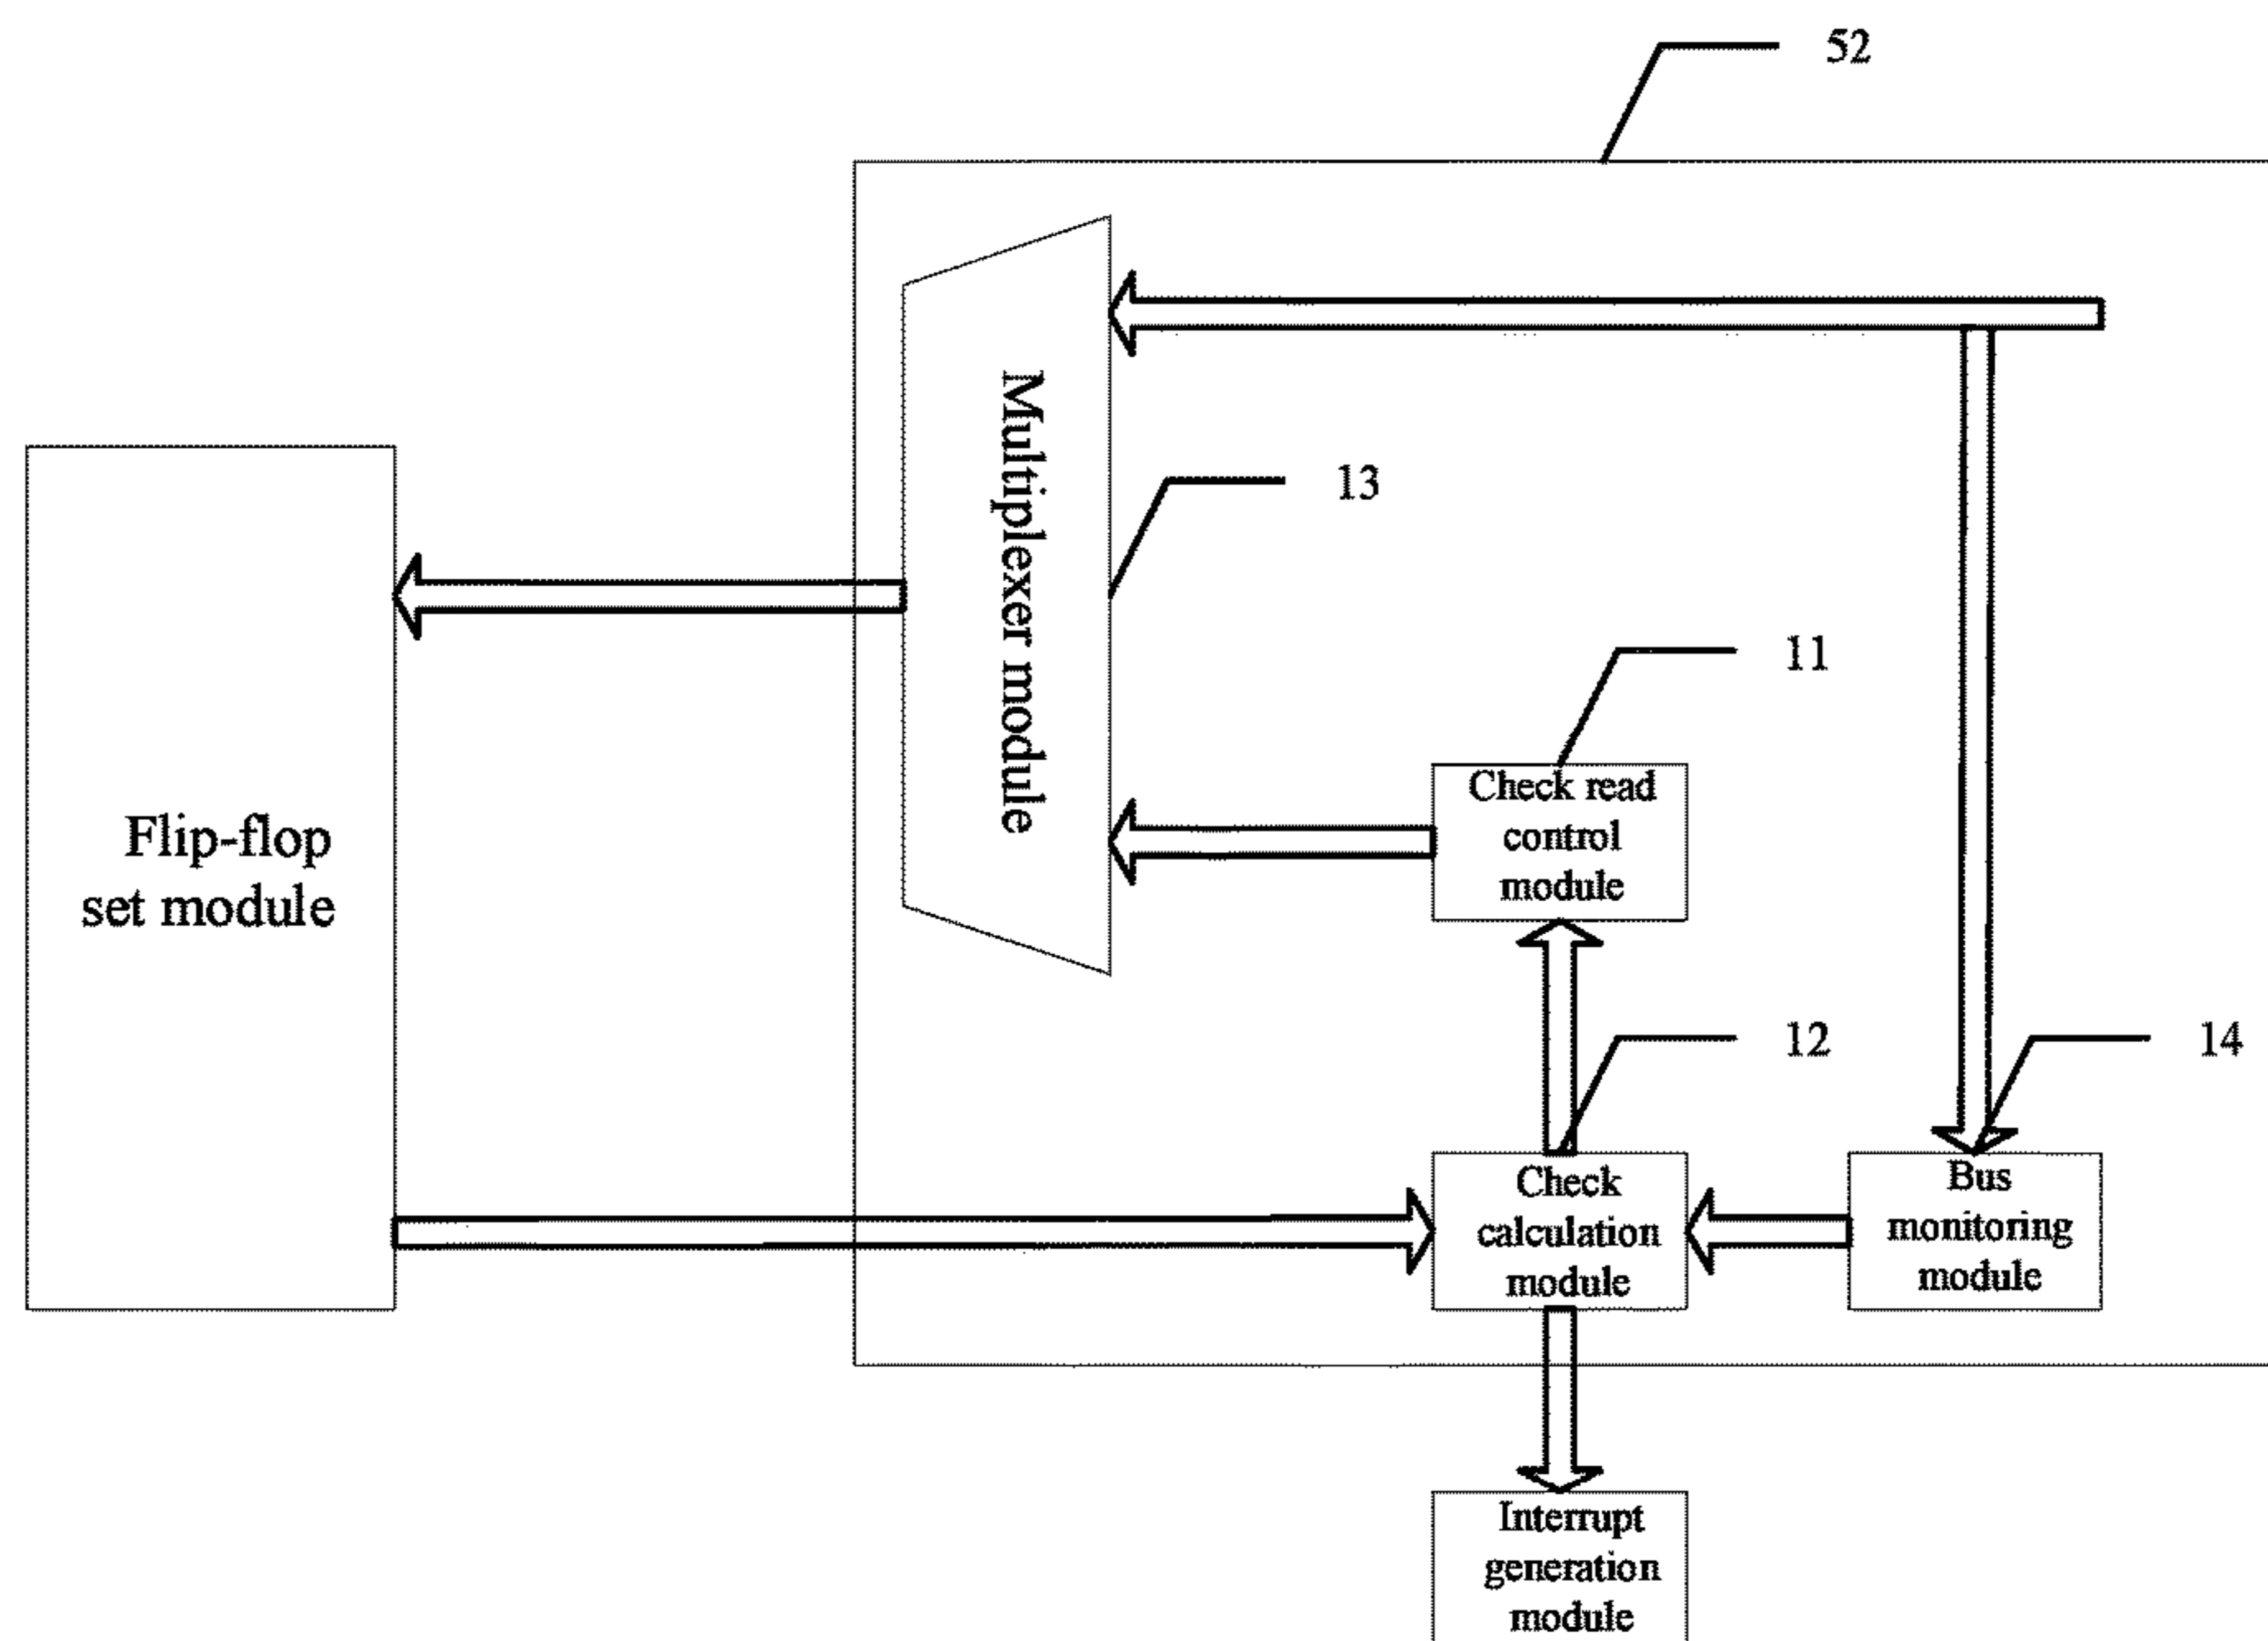 52
Multiplexer module
13
11
Check read
control
module
Flip-flop
set module
12
14
Check
calculation
module
Bus
monitoring
module
Interrupt
generation
module